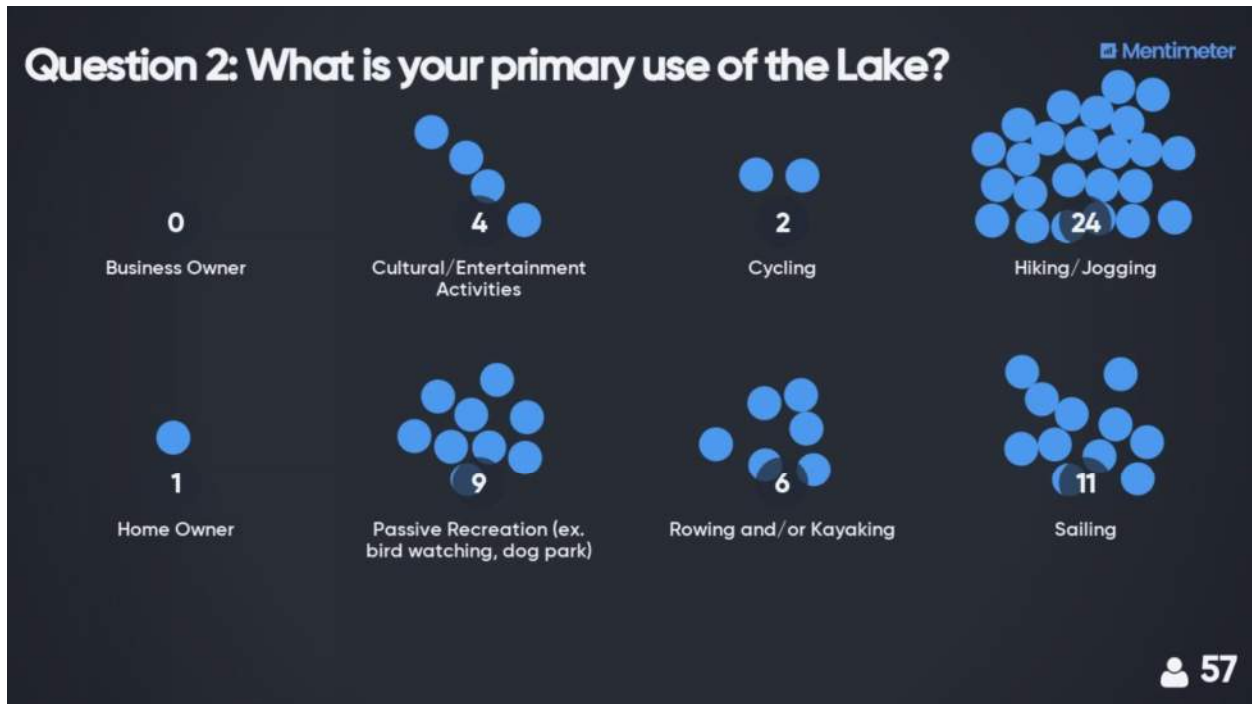 Question 2: What is your primary use of the Lake?
Mentimeter
0
Business Owner
4
Cultural/Entertainment
Activities
2
Cycling
24
Hiking/Jogging
1
Home Owner
9
Passive Recreation (ex.
bird watching, dog park)
6
Rowing and/or Kayaking
11
Sailing
57